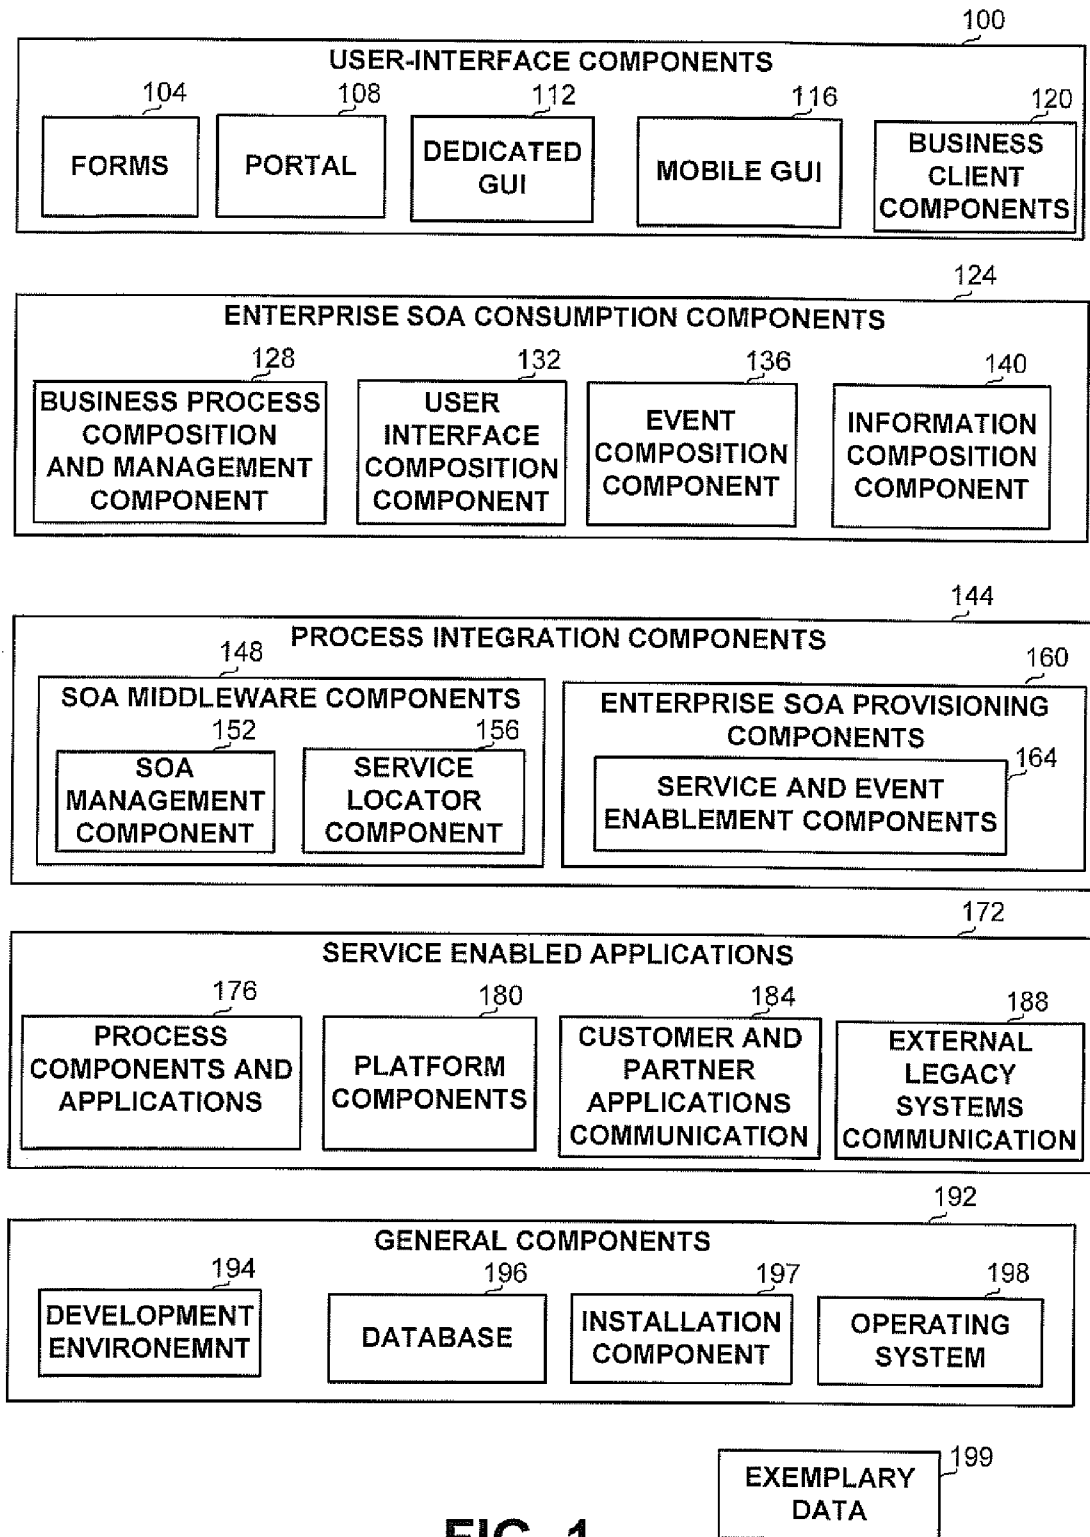 100
USER-INTERFACE COMPONENTS
104 108 112 116 120
FORMS
PORTAL
DEDICATED
GUI
MOBILE GUI
BUSINESS
CLIENT
COMPONENTS
124
ENTERPRISE SOA CONSUMPTION COMPONENTS
128 132 136 140
BUSINESS PROCESS
COMPOSITION
AND MANAGEMENT
COMPONENT
USER
INTERFACE
COMPOSITION
COMPONENT
EVENT
COMPOSITION
COMPONENT
INFORMATION
COMPOSITION
COMPONENT
144
PROCESS INTEGRATION COMPONENTS
148
SOA MIDDLEWARE COMPONENTS
152 156
SOA
MANAGEMENT
COMPONENT
SERVICE
LOCATOR
COMPONENT
160
ENTERPRISE SOA PROVISIONING
COMPONENTS
164
SERVICE AND EVENT
ENABLEMENT COMPONENTS
172
SERVICE ENABLED APPLICATIONS
176 180 184 188
PROCESS
COMPONENTS AND
APPLICATIONS
PLATFORM
COMPONENTS
CUSTOMER AND
PARTNER
APPLICATIONS
COMMUNICATION
EXTERNAL
LEGACY
SYSTEMS
COMMUNICATION
192
GENERAL COMPONENTS
194 196 197 198
DEVELOPMENT
ENVIRONEMNT
DATABASE
INSTALLATION
COMPONENT
OPERATING
SYSTEM
199
EXEMPLARY
DATA
FIG. 1